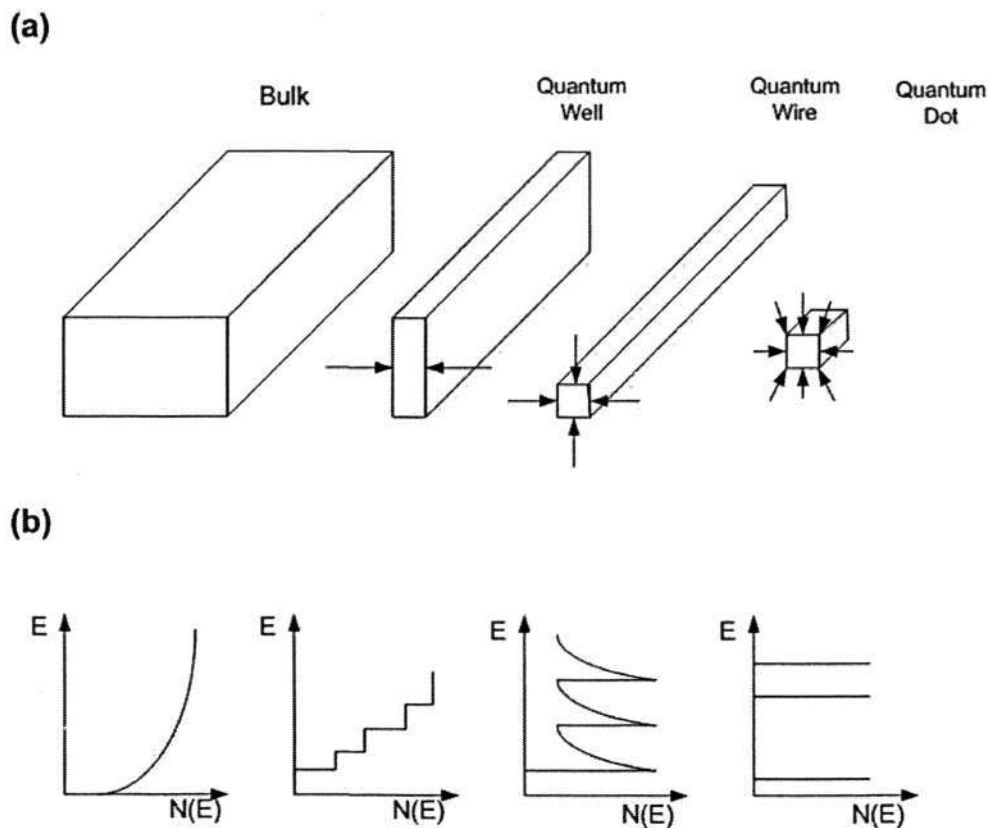 (a)
Bulk
Quantum
Well
Quantum
Wire
Quantum
Dot
(b)
E
N(E)
E
N(E)
E
N(E)
E
N(E)